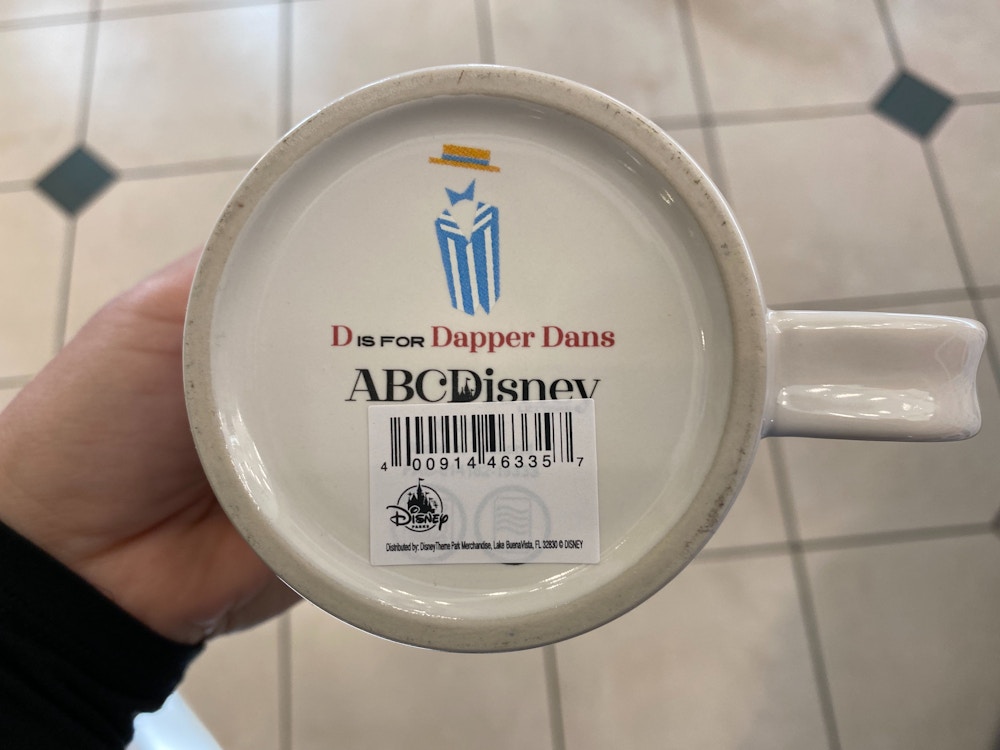 D IS FOR Dapper Dans
ABCDisney
4 00914 46335 7
Disney
PARKS
Distributed by: Disney Theme Park Merchandise, Lake Buena Vista, FL 32830 © DISNEY